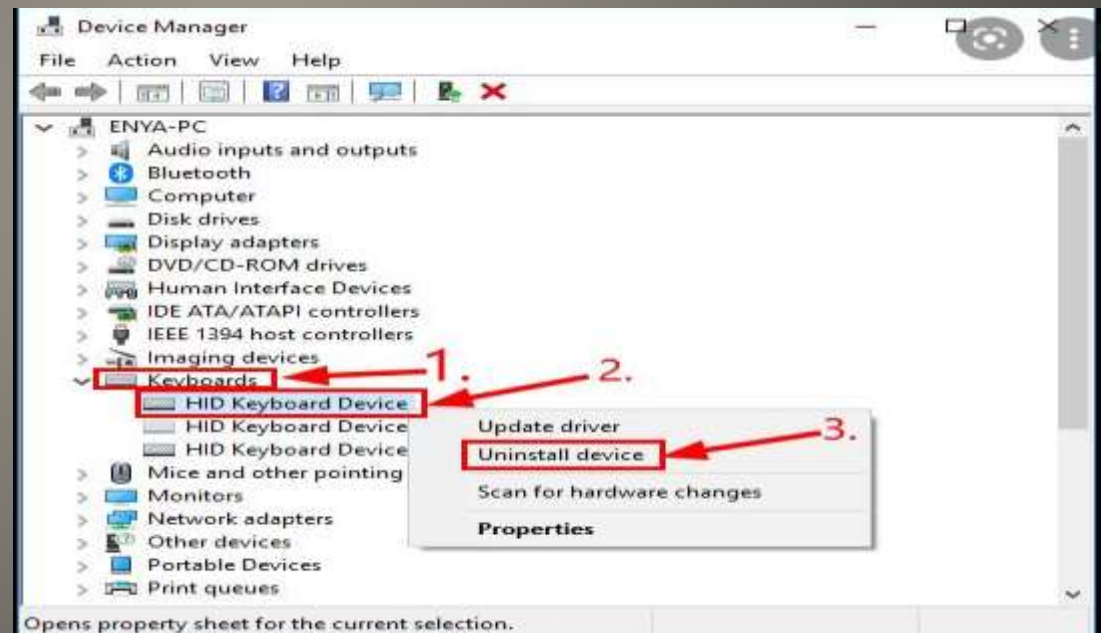 Device Manager
File Action View Help
ENYA-PC
Audio inputs and outputs
Bluetooth
Computer
Disk drives
Display adapters
DVD/CD-ROM drives
Human Interface Devices
IDE ATA/ATAPI controllers
IEEE 1394 host controllers
Imaging devices
1.
Keyboards
2.
HID Keyboard Device
HID Keyboard Device
HID Keyboard Device
Mice and other pointing
Monitors
Network adapters
Other devices
Portable Devices
Print queues
Update driver
3.
Uninstall device
Scan for hardware changes
Properties
Opens property sheet for the current selection.